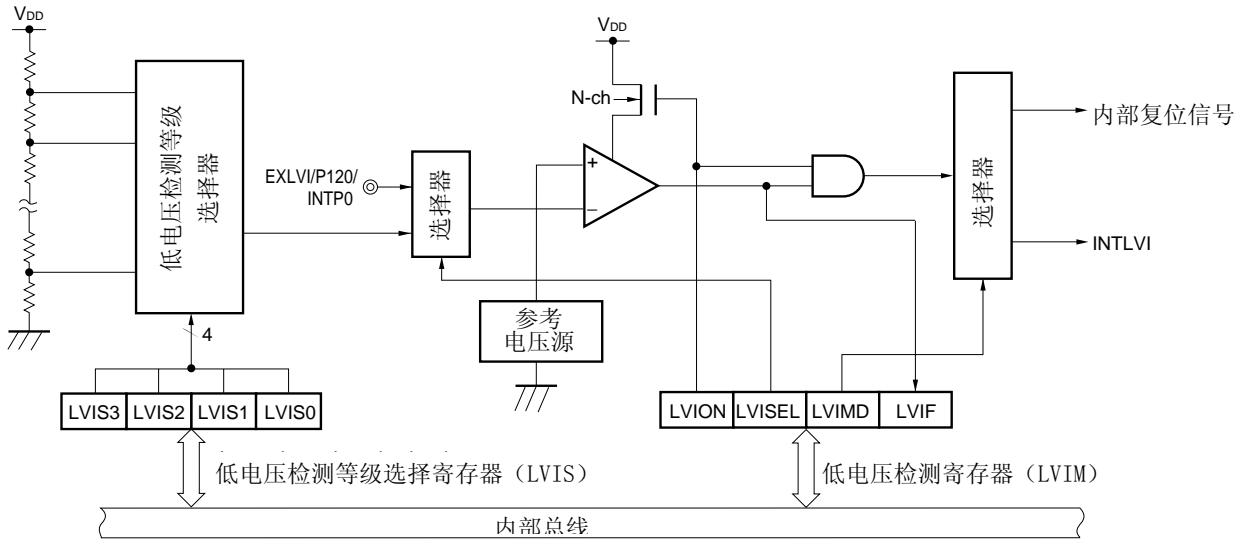 VDD
低电压检测等级
选择器
4
LVIS3 LVIS2 LVIS1 LVIS0
低电压检测等级选择寄存器（LVIS）
EXLVI/P120/
INTP0
选择器
VDD
N-ch
+
−
参考
电压源
选择器
内部复位信号
INTLVI
LVION LVISEL LVIMD LVIF
低电压检测寄存器（LVIM）
内部总线